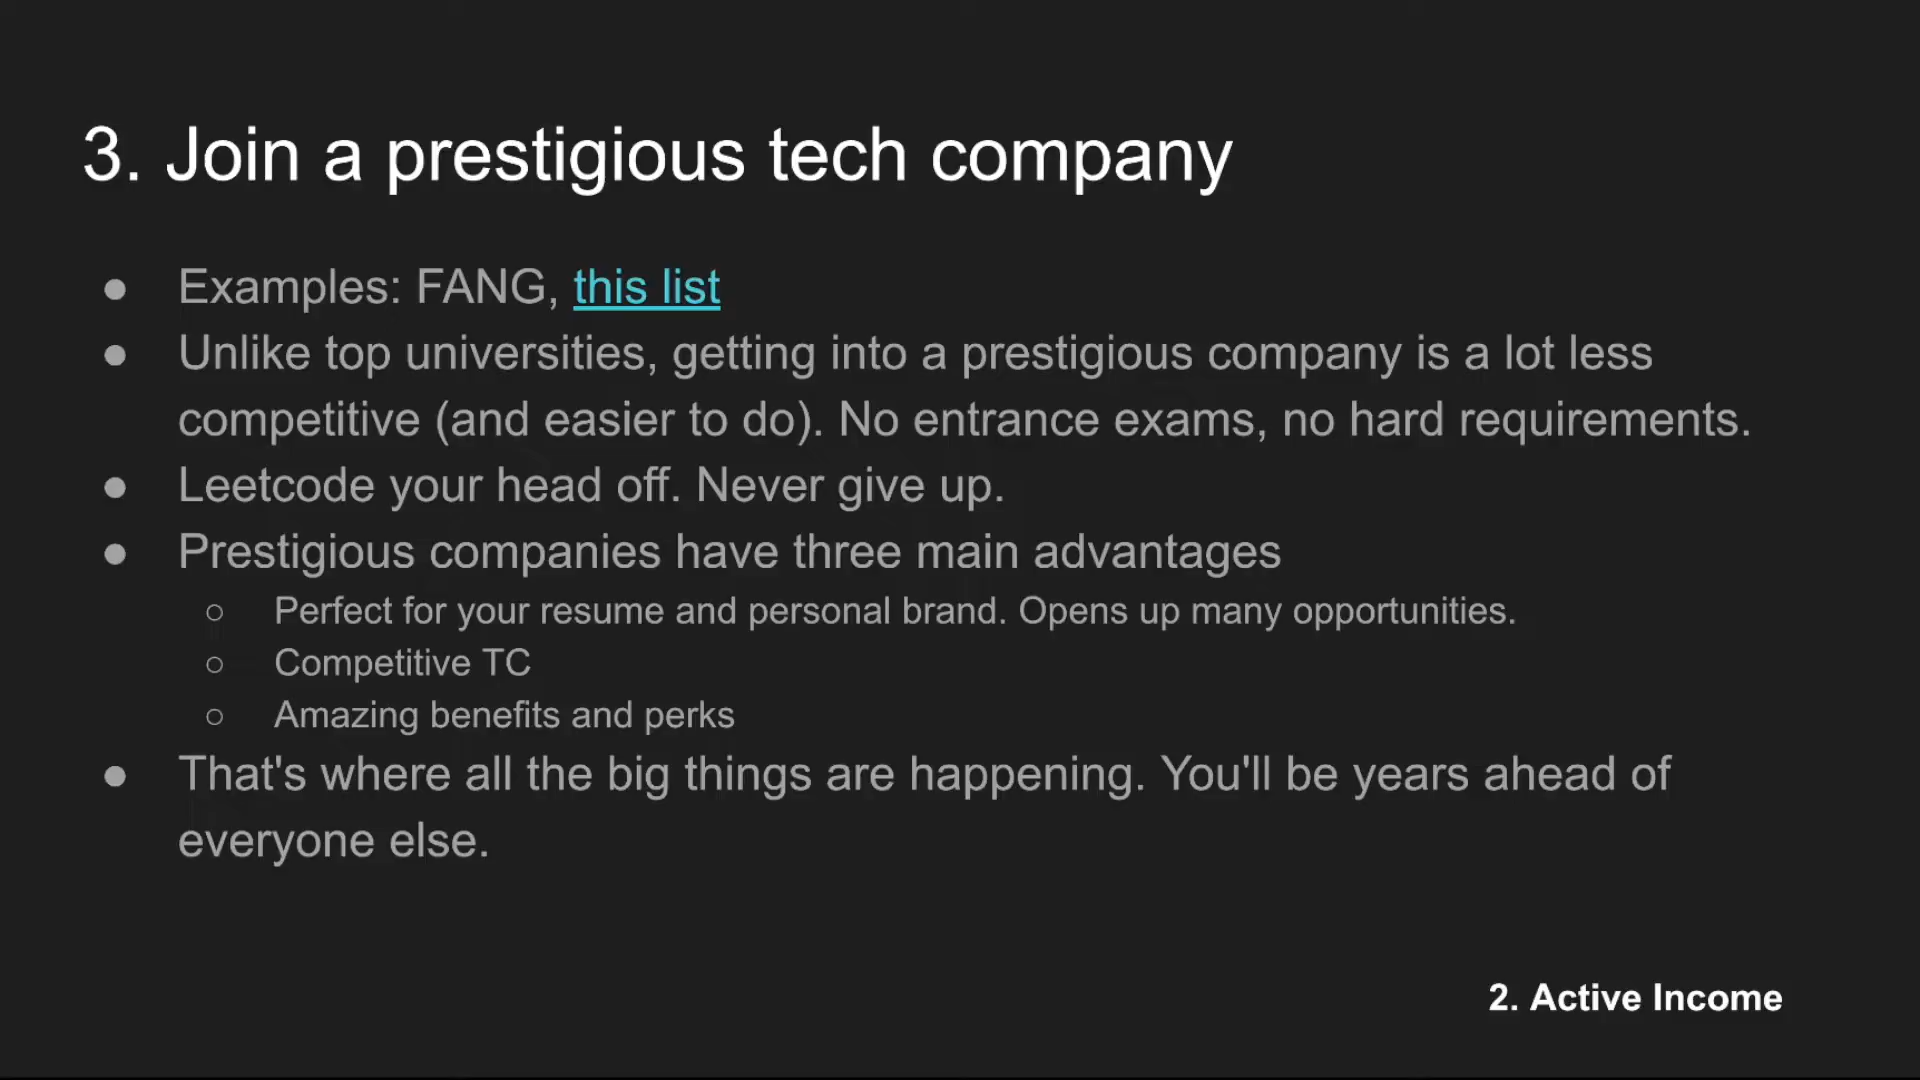 3. Join a prestigious tech company
● Examples: FANG, this list
● Unlike top universities, getting into a prestigious company is a lot less
competitive (and easier to do). No entrance exams, no hard requirements.
● Leetcode your head off. Never give up.
● Prestigious companies have three main advantages
○ Perfect for your resume and personal brand. Opens up many opportunities.
○ Competitive TC
○ Amazing benefits and perks
● That's where all the big things are happening. You'll be years ahead of
everyone else.
2. Active Income